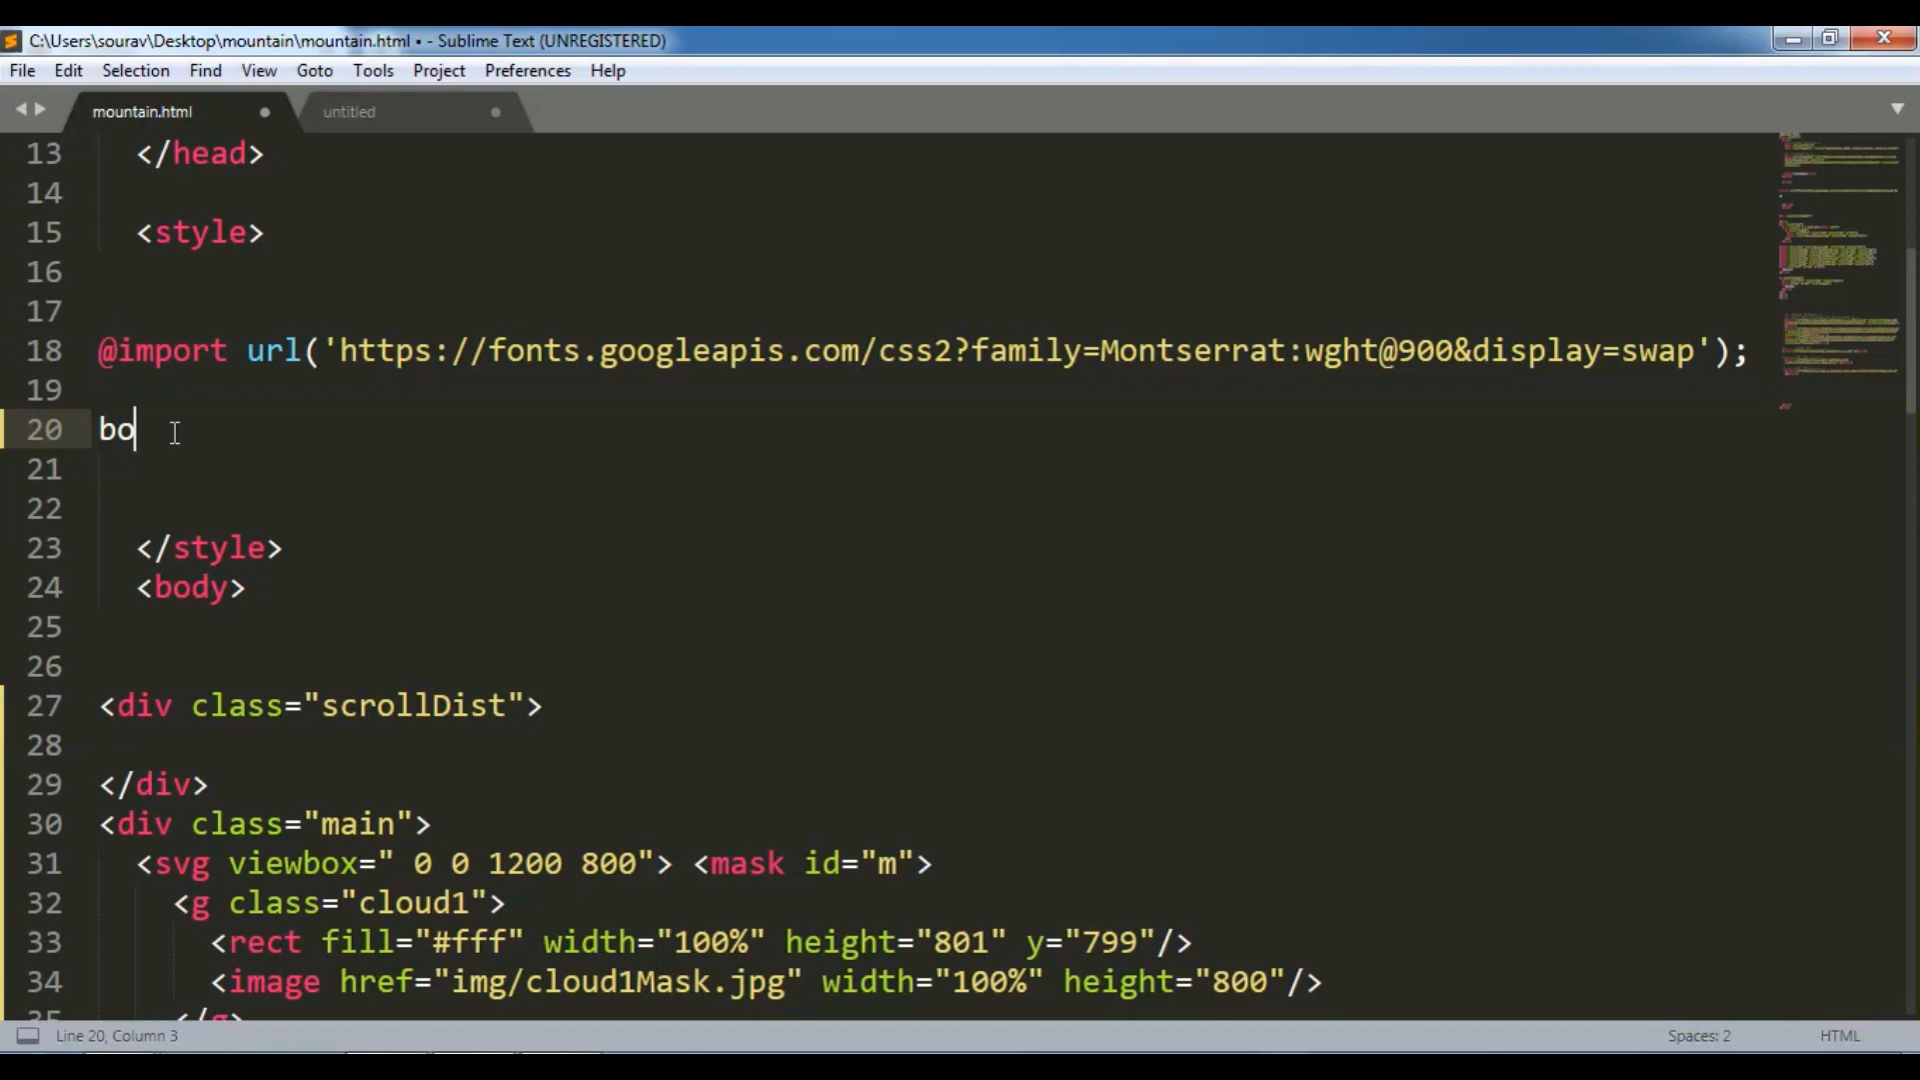 C:\Users\sourav\Desktop\mountain\mountain.html • - Sublime Text (UNREGISTERED)
File Edit Selection Find View Goto Tools Project Preferences Help
mountain.html untitled
13 </head>
14
15 <style>
16
17
18 @import url('https://fonts.googleapis.com/css2?family=Montserrat:wght@900&display=swap');
19
20 bo
21
22
23 </style>
24 <body>
25
26
27 <div class="scrollDist">
28
29 </div>
30 <div class="main">
31 <svg viewbox=" 0 0 1200 800"> <mask id="m">
32 <g class="cloud1">
33 <rect fill="#fff" width="100%" height="801" y="799"/>
34 <image href="img/cloud1Mask.jpg" width="100%" height="800"/>
35 </g>
Line 20, Column 3 Spaces: 2 HTML